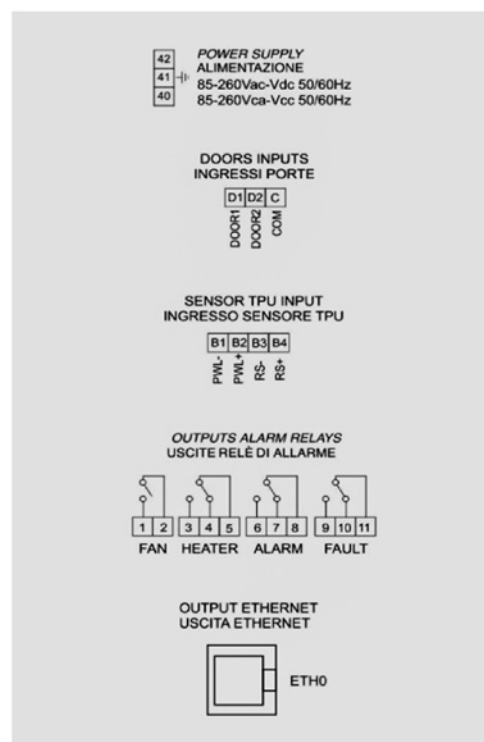 42
41
40
POWER SUPPLY
ALIMENTAZIONE
85-260Vac-Vdc 50/60Hz
85-260Vca-Vcc 50/60Hz
DOORS INPUTS
INGRESSI PORTE
D1 D2 C
DOOR1
DOOR2
COM
SENSOR TPU INPUT
INGRESSO SENSORE TPU
B1 B2 B3 B4
PWL-
PWL+
RS-
RS+
OUTPUTS ALARM RELAYS
USCITE RELÈ DI ALLARME
1 2 3 4 5 6 7 8 9 10 11
FAN HEATER ALARM FAULT
OUTPUT ETHERNET
USCITA ETHERNET
ETH0